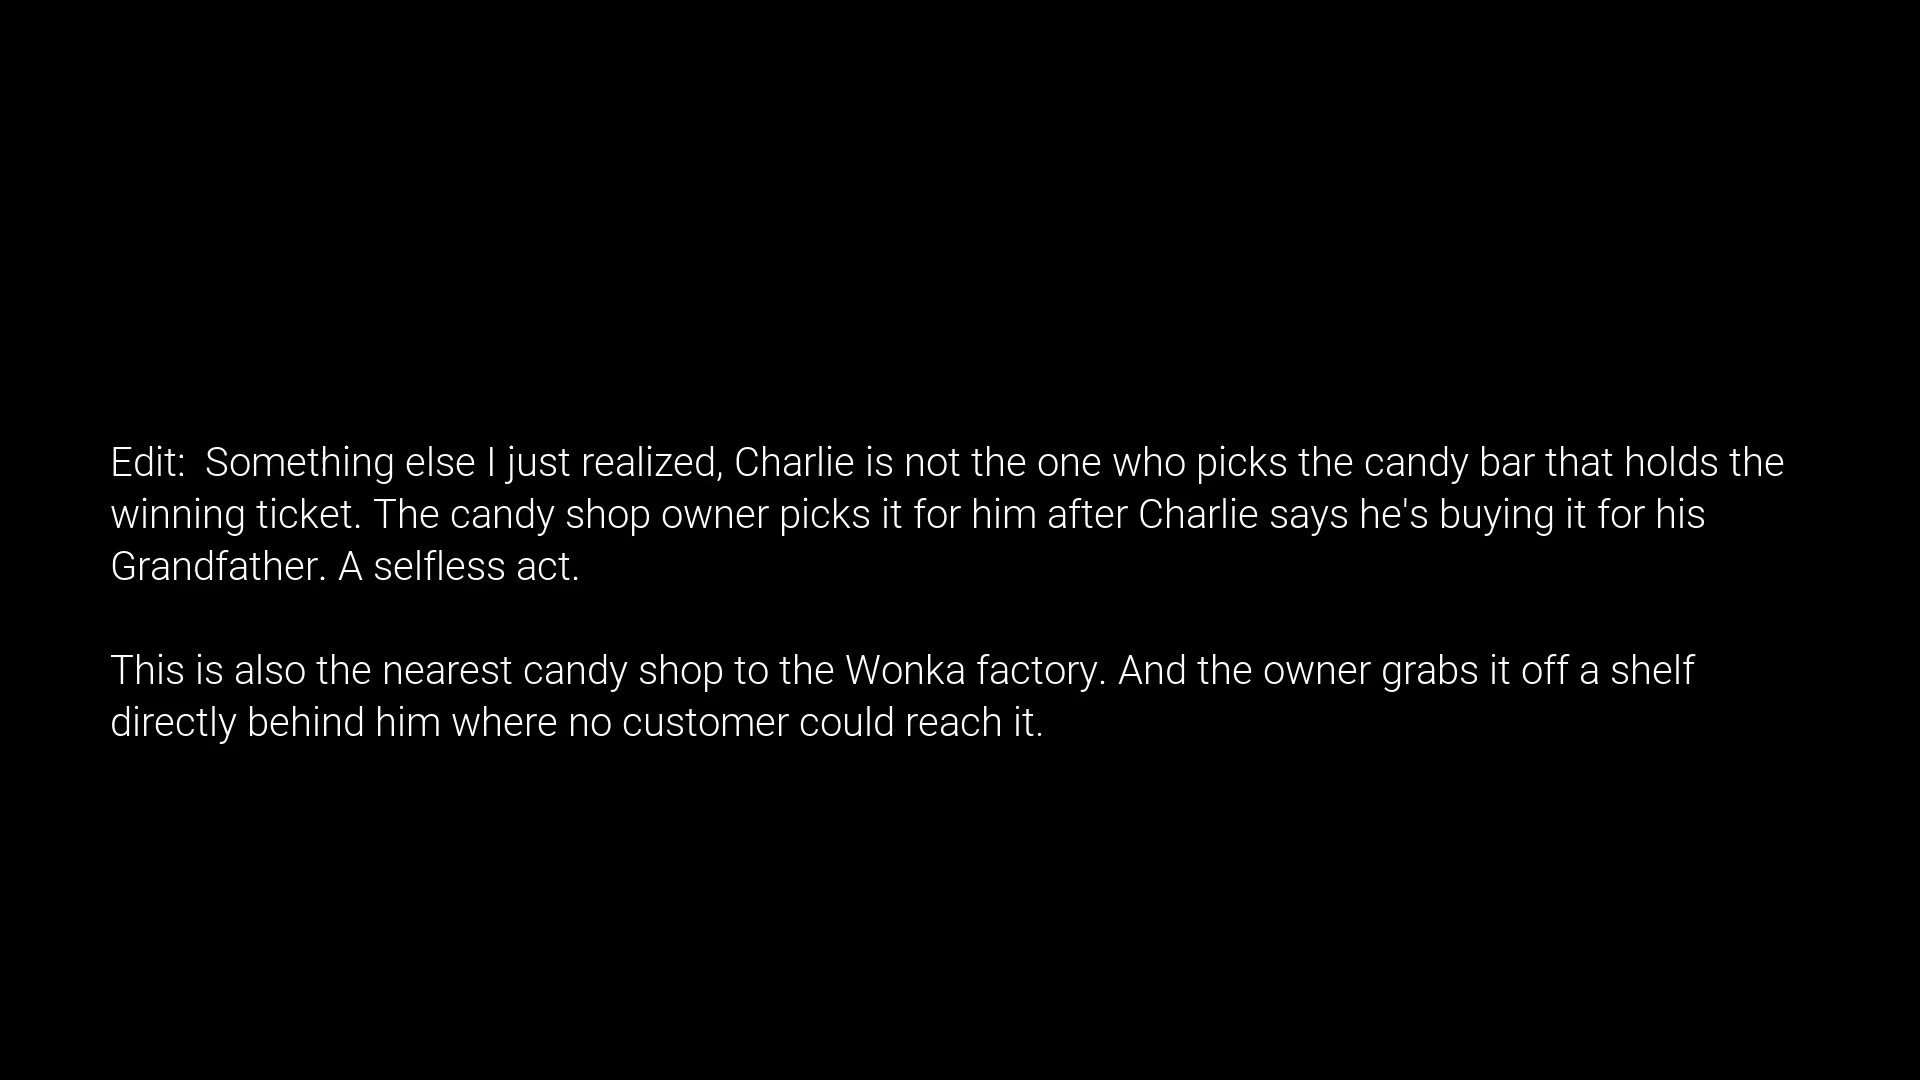 Edit:  Something else I just realized, Charlie is not the one who picks the candy bar that holds the
winning ticket. The candy shop owner picks it for him after Charlie says he's buying it for his
Grandfather. A selfless act.
This is also the nearest candy shop to the Wonka factory. And the owner grabs it off a shelf
directly behind him where no customer could reach it.